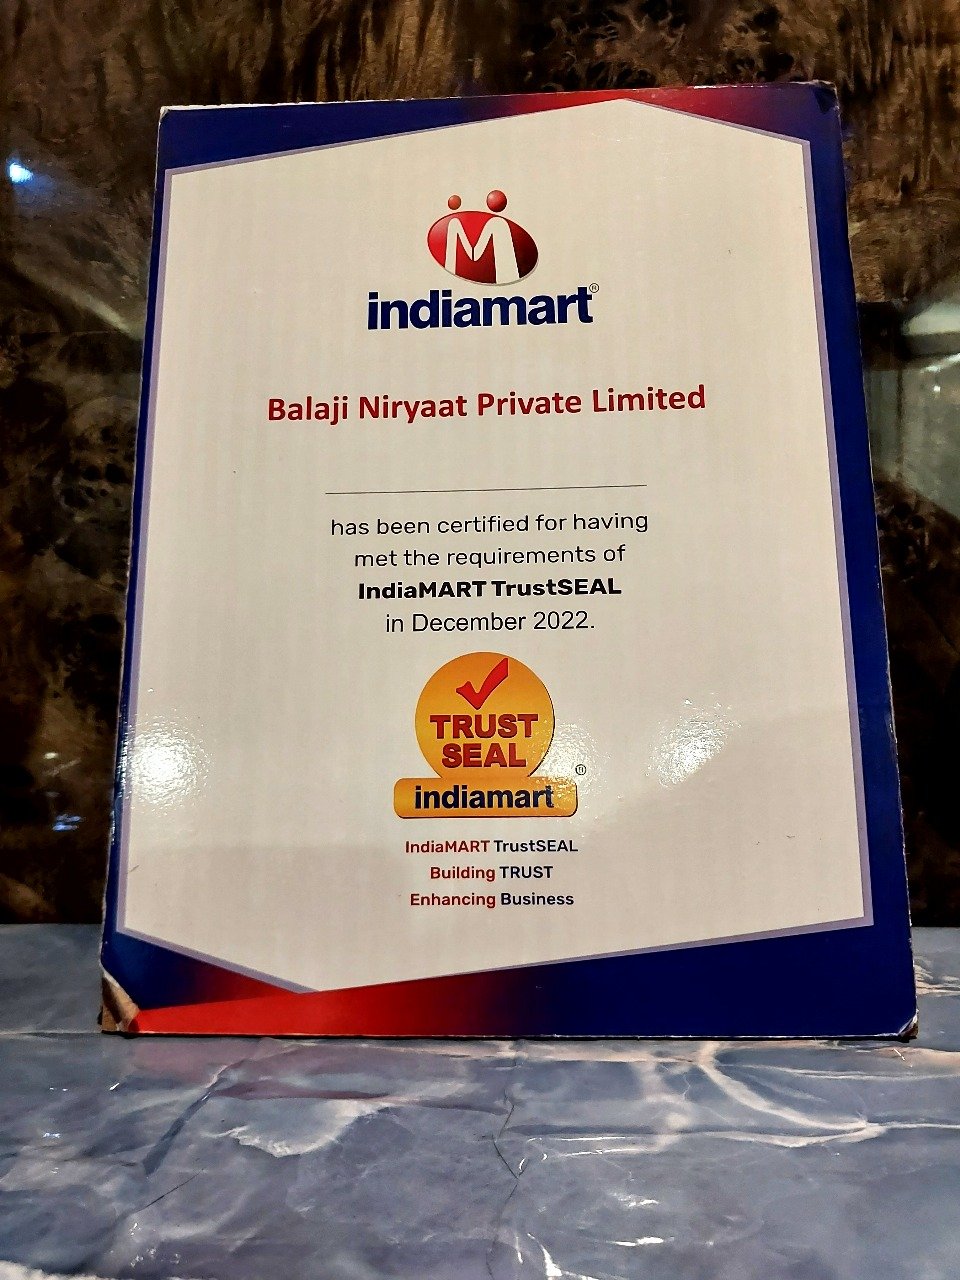 indiamart®
Balaji Niryaat Private Limited
has been certified for having
met the requirements of
IndiaMART TrustSEAL
in December 2022.
TRUST
SEAL
indiamart®
IndiaMART TrustSEAL
Building TRUST
Enhancing Business